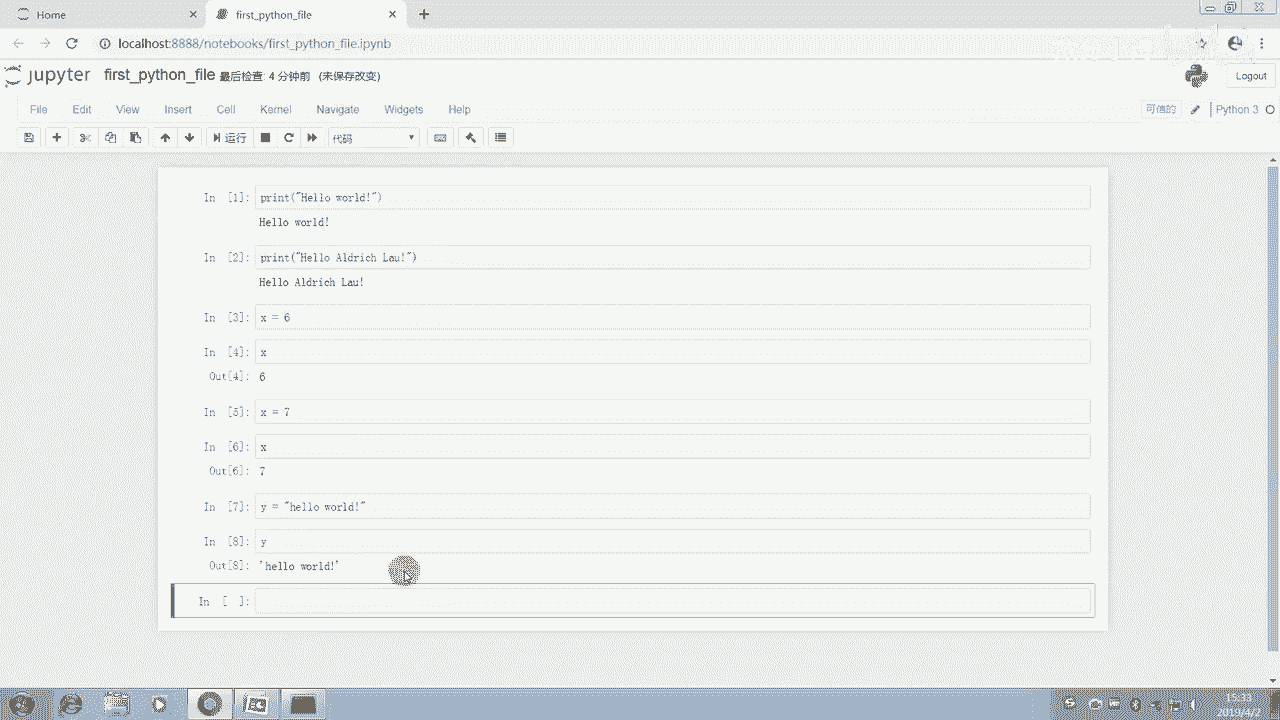 Home
first_python_file
localhost:8888/notebooks/first_python_file.ipynb
jupyter first_python_file 最后检查: 4 分钟前 (未保存改变)
Logout
File Edit View Insert Cell Kernel Navigate Widgets Help
可信的 Python 3
运行 代码
In [1]: print("Hello world!")
Hello world!
In [2]: print("Hello Aldrich Lau!")
Hello Aldrich Lau!
In [3]: x = 6
In [4]: x
Out[4]: 6
In [5]: x = 7
In [6]: x
Out[6]: 7
In [7]: y = "hello world!"
In [8]: y
Out[8]: 'hello world!'
In [ ]:
15:33